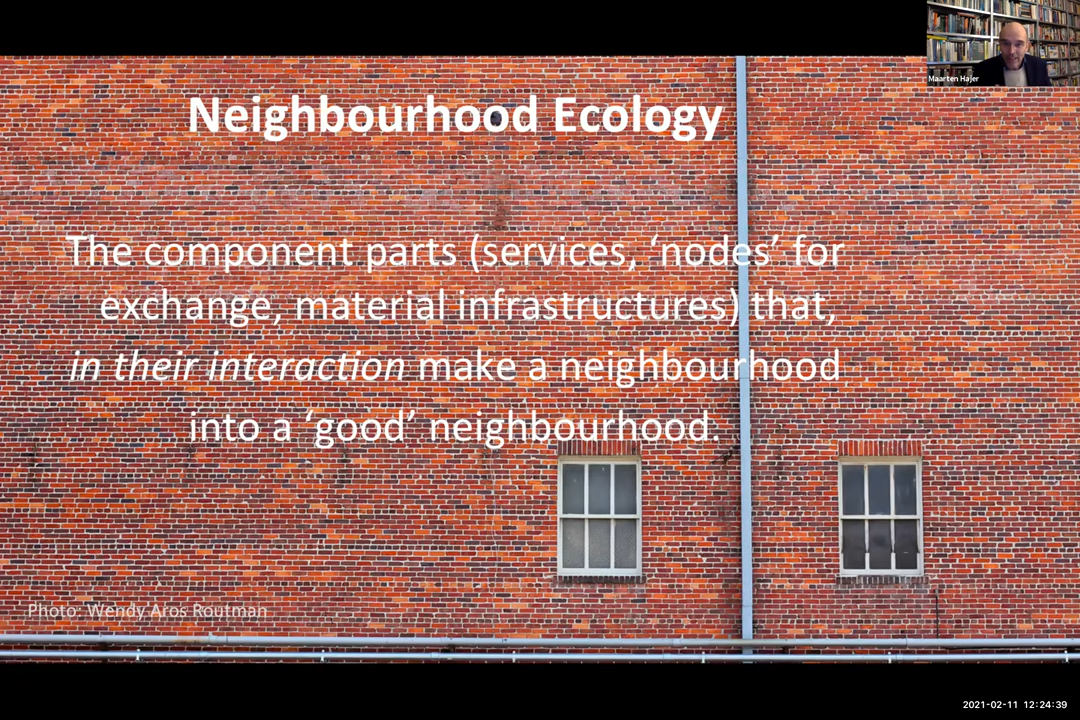 Maarten Hajer
Neighbourhood Ecology
The component parts (services, ‘nodes’ for
exchange, material infrastructures) that,
in their interaction make a neighbourhood
into a ‘good’ neighbourhood.
Photo: Wendy Aros Routman
2021-02-11 12:24:39